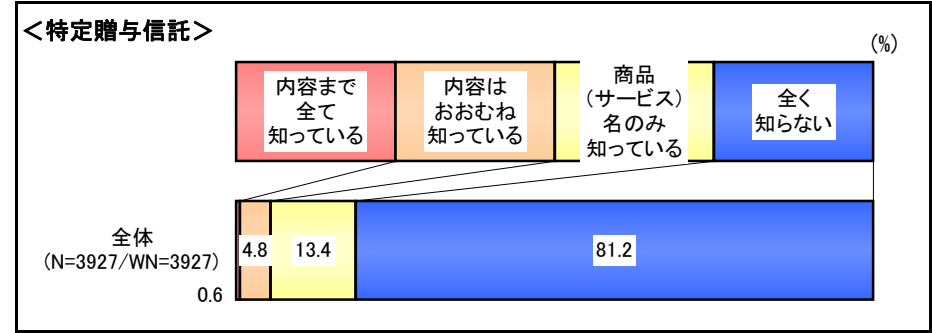 ＜特定贈与信託＞
(%)
内容まで
全て
知っている
内容は
おおむね
知っている
商品
（サービス）
名のみ
知っている
全く
知らない
全体
(N=3927/WN=3927)
0.6
4.8
13.4
81.2